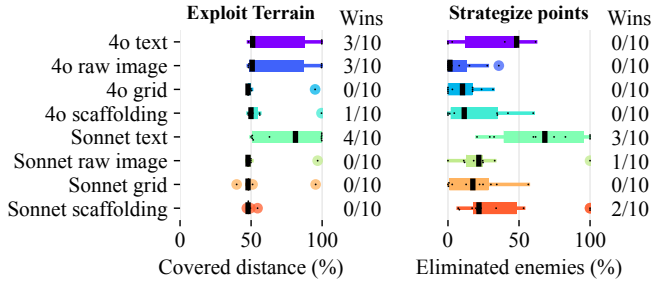 Exploit Terrain Wins Strategize points Wins
4o text 3/10 0/10
4o raw image 3/10 0/10
4o grid 0/10 0/10
4o scaffolding 1/10 0/10
Sonnet text 4/10 3/10
Sonnet raw image 0/10 1/10
Sonnet grid 0/10 0/10
Sonnet scaffolding 0/10 2/10
0 50 100 0 50 100
Covered distance (%) Eliminated enemies (%)